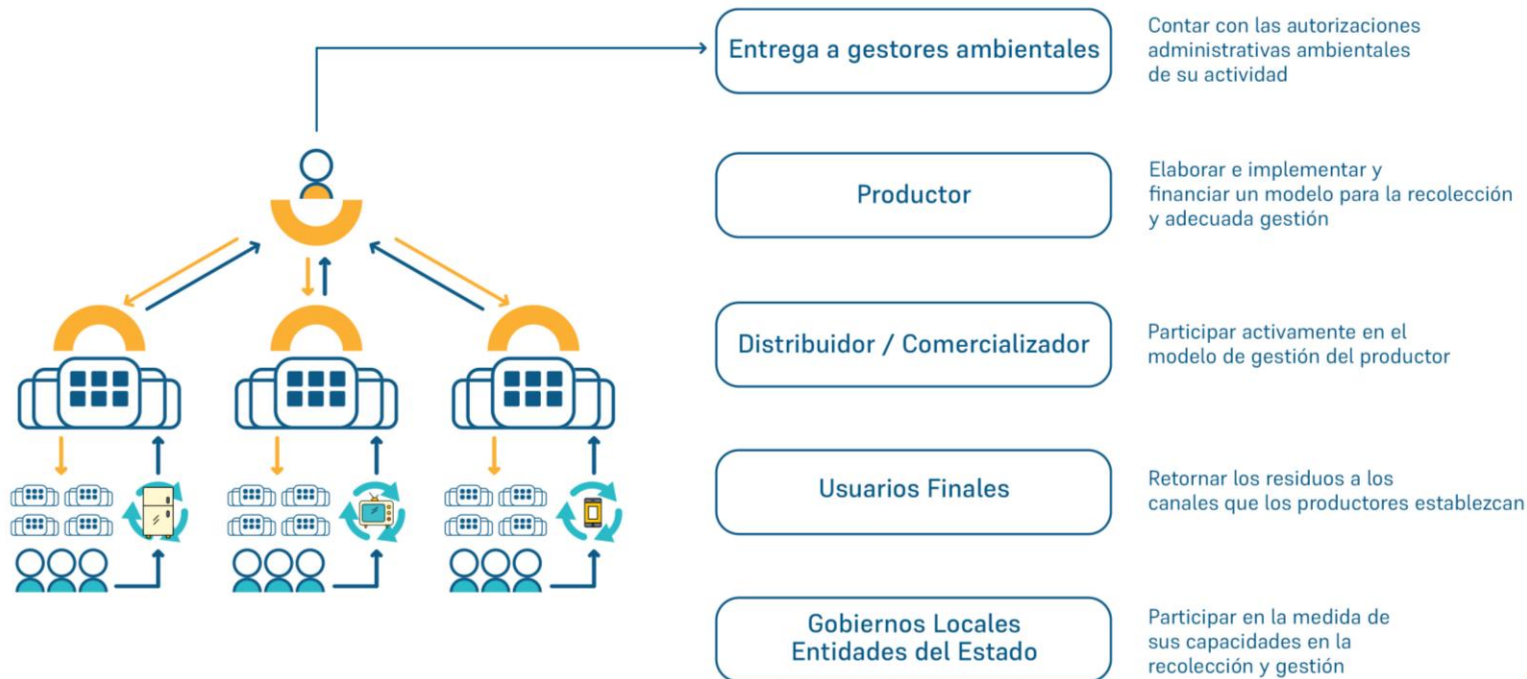 Entrega a gestores ambientales
Contar con las autorizaciones
administrativas ambientales
de su actividad
Productor
Elaborar e implementar y
financiar un modelo para la recolección
y adecuada gestión
Distribuidor / Comercializador
Participar activamente en el
modelo de gestión del productor
Usuarios Finales
Retornar los residuos a los
canales que los productores establezcan
Gobiernos Locales
Entidades del Estado
Participar en la medida de
sus capacidades en la
recolección y gestión